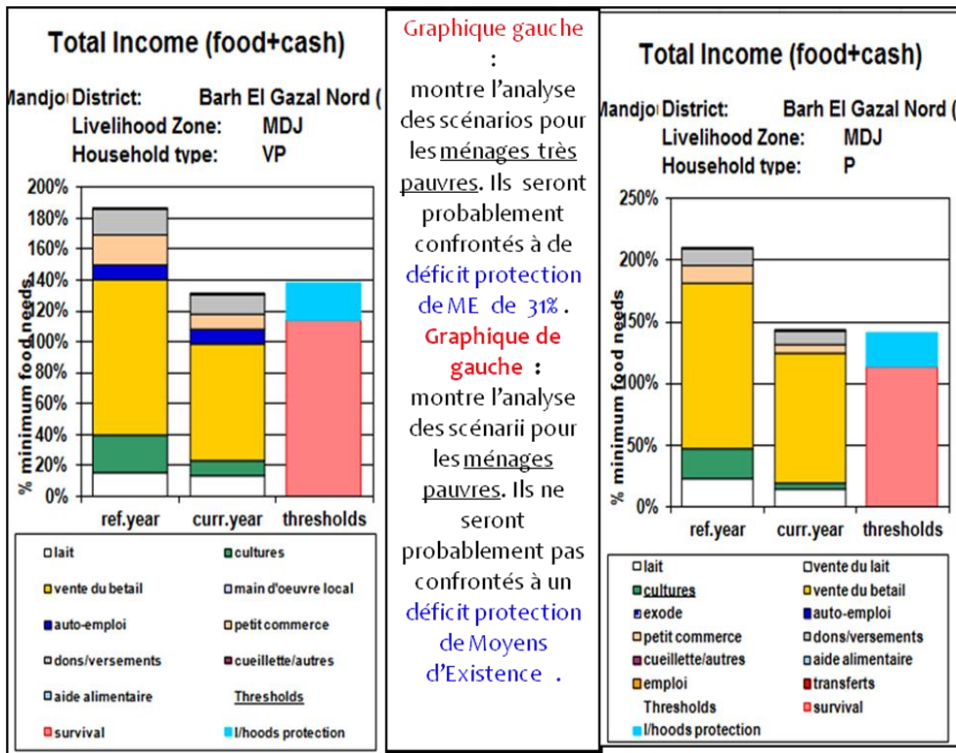 Total Income (food+cash)
Mandjou District: Barh El Gazal Nord (
Livelihood Zone: MDJ
Household type: VP
% minimum food needs
200%
180%
160%
140%
120%
100%
80%
60%
40%
20%
0%
ref.year curr.year thresholds
lait cultures
vente du betail main d'oeuvre local
auto-emploi petit commerce
dons/versements cueillette/autres
aide alimentaire Thresholds
survival l/hoods protection
Graphique gauche
:
montre l'analyse
des scénarios pour
les ménages très
pauvres. Ils seront
probablement
confrontés à de
déficit protection
de ME de 31% .
Graphique de
gauche :
montre l'analyse
des scénarii pour
les ménages
pauvres. Ils ne
seront
probablement pas
confrontés à un
déficit protection
de Moyens
d'Existence .
Total Income (food+cash)
Mandjou District: Barh El Gazal Nord (
Livelihood Zone: MDJ
Household type: P
% minimum food needs
250%
200%
150%
100%
50%
0%
ref.year curr.year thresholds
lait vente du lait
cultures vente du betail
exode auto-emploi
petit commerce dons/versements
cueillette/autres aide alimentaire
emploi transferts
Thresholds survival
l/hoods protection